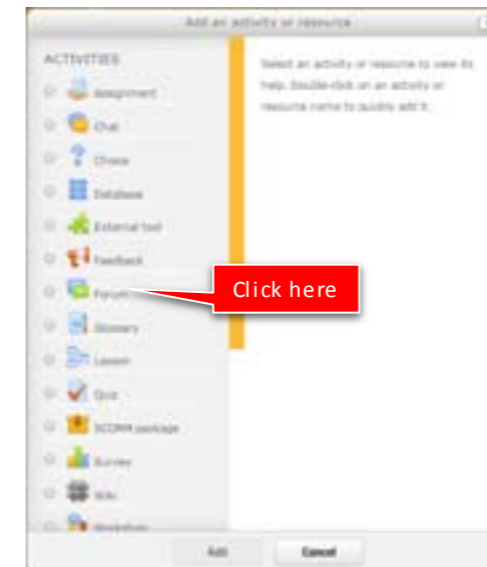 Add an activity or resource
ACTIVITIES
Assignment
Chat
Choice
Database
External tool
Feedback
Forum
Glossary
Lesson
Quiz
SCORM package
Survey
Wiki
Workshop
Select an activity or resource to view its
help. Double-click on an activity or
resource name to quickly add it.
Click here
Add
Cancel